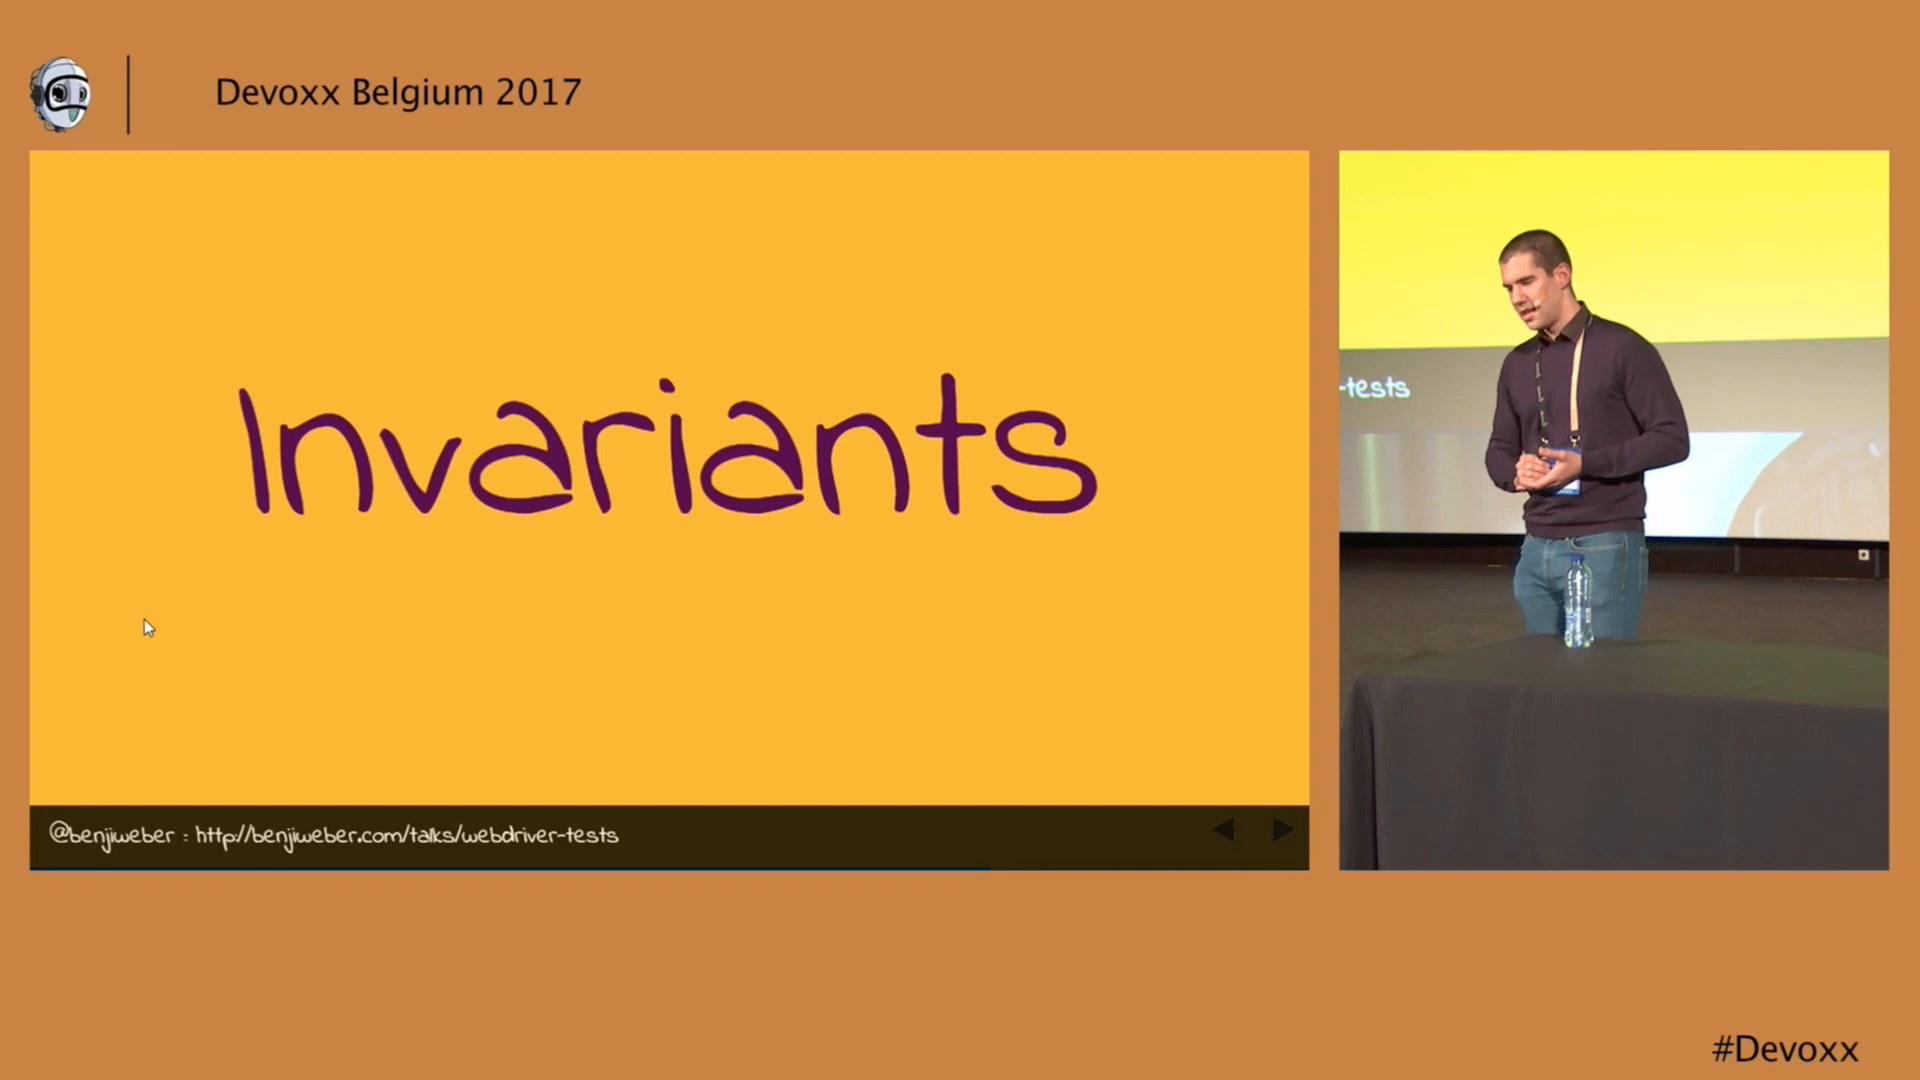 Devoxx Belgium 2017
Invariants
@benjiweber : http://benjiweber.com/talks/webdriver-tests
-tests
#Devoxx